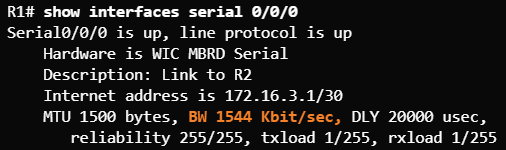 R1# show interfaces serial 0/0/0
Serial0/0/0 is up, line protocol is up
Hardware is WIC MBRD Serial
Description: Link to R2
Internet address is 172.16.3.1/30
MTU 1500 bytes, BW 1544 Kbit/sec, DLY 20000 usec,
reliability 255/255, txload 1/255, rxload 1/255